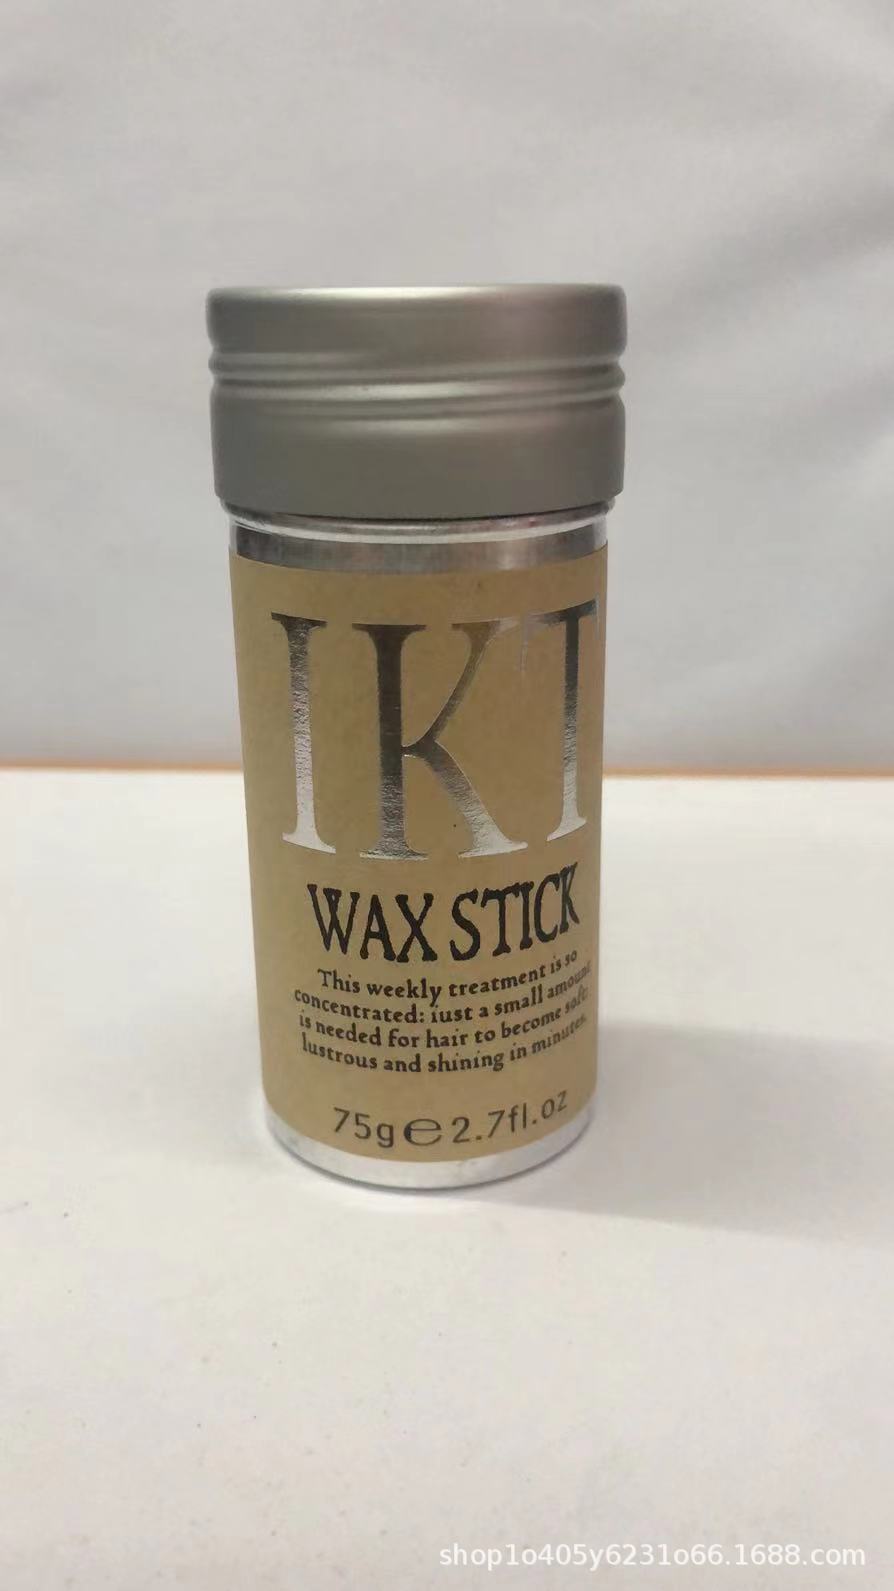 IKT
WAX STICK
This weekly treatment is so
concentrated: iust a small amount
is needed for hair to become soft:
lustrous and shining in minutes.
75g℮2.7fl.oz
shop1o405y6231o66.1688.com